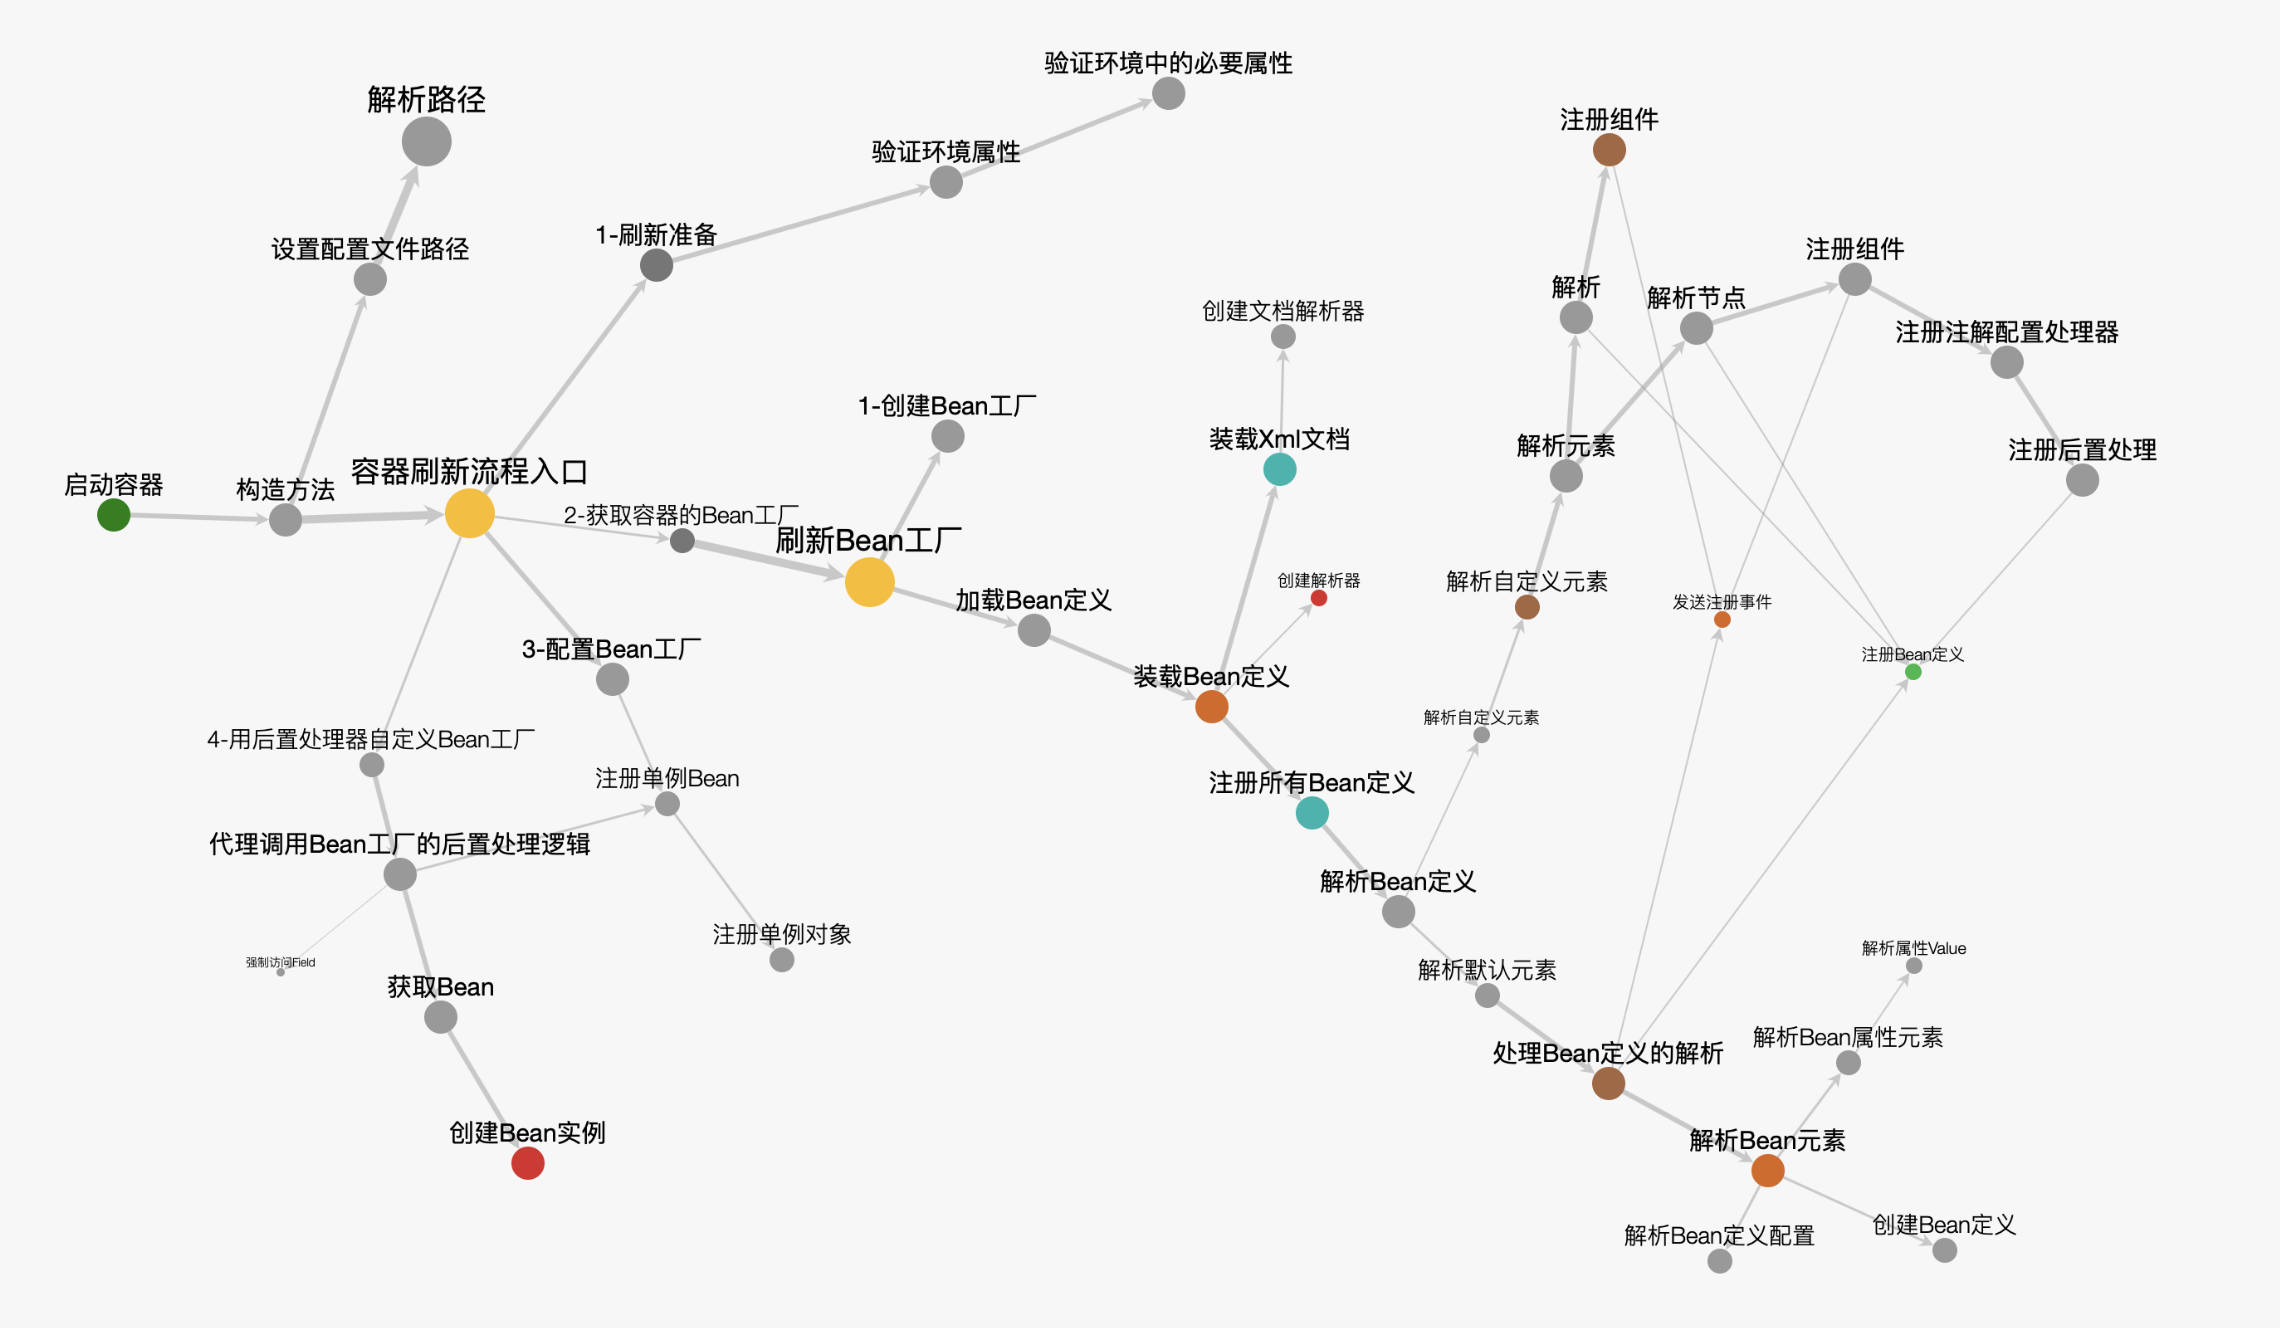 验证环境中的必要属性
解析路径
注册组件
验证环境属性
1-刷新准备
设置配置文件路径
注册组件
解析
解析节点
创建文档解析器
注册注解配置处理器
1-创建Bean工厂
装载Xml文档
解析元素
注册后置处理
容器刷新流程入口
启动容器
构造方法
2-获取容器的Bean工厂
刷新Bean工厂
创建解析器
解析自定义元素
加载Bean定义
发送注册事件
3-配置Bean工厂
注册Bean定义
装载Bean定义
解析自定义元素
4-用后置处理器自定义Bean工厂
注册单例Bean
注册所有Bean定义
代理调用Bean工厂的后置处理逻辑
解析Bean定义
注册单例对象
解析属性Value
强制访问Field
解析默认元素
获取Bean
解析Bean属性元素
处理Bean定义的解析
创建Bean实例
解析Bean元素
创建Bean定义
解析Bean定义配置